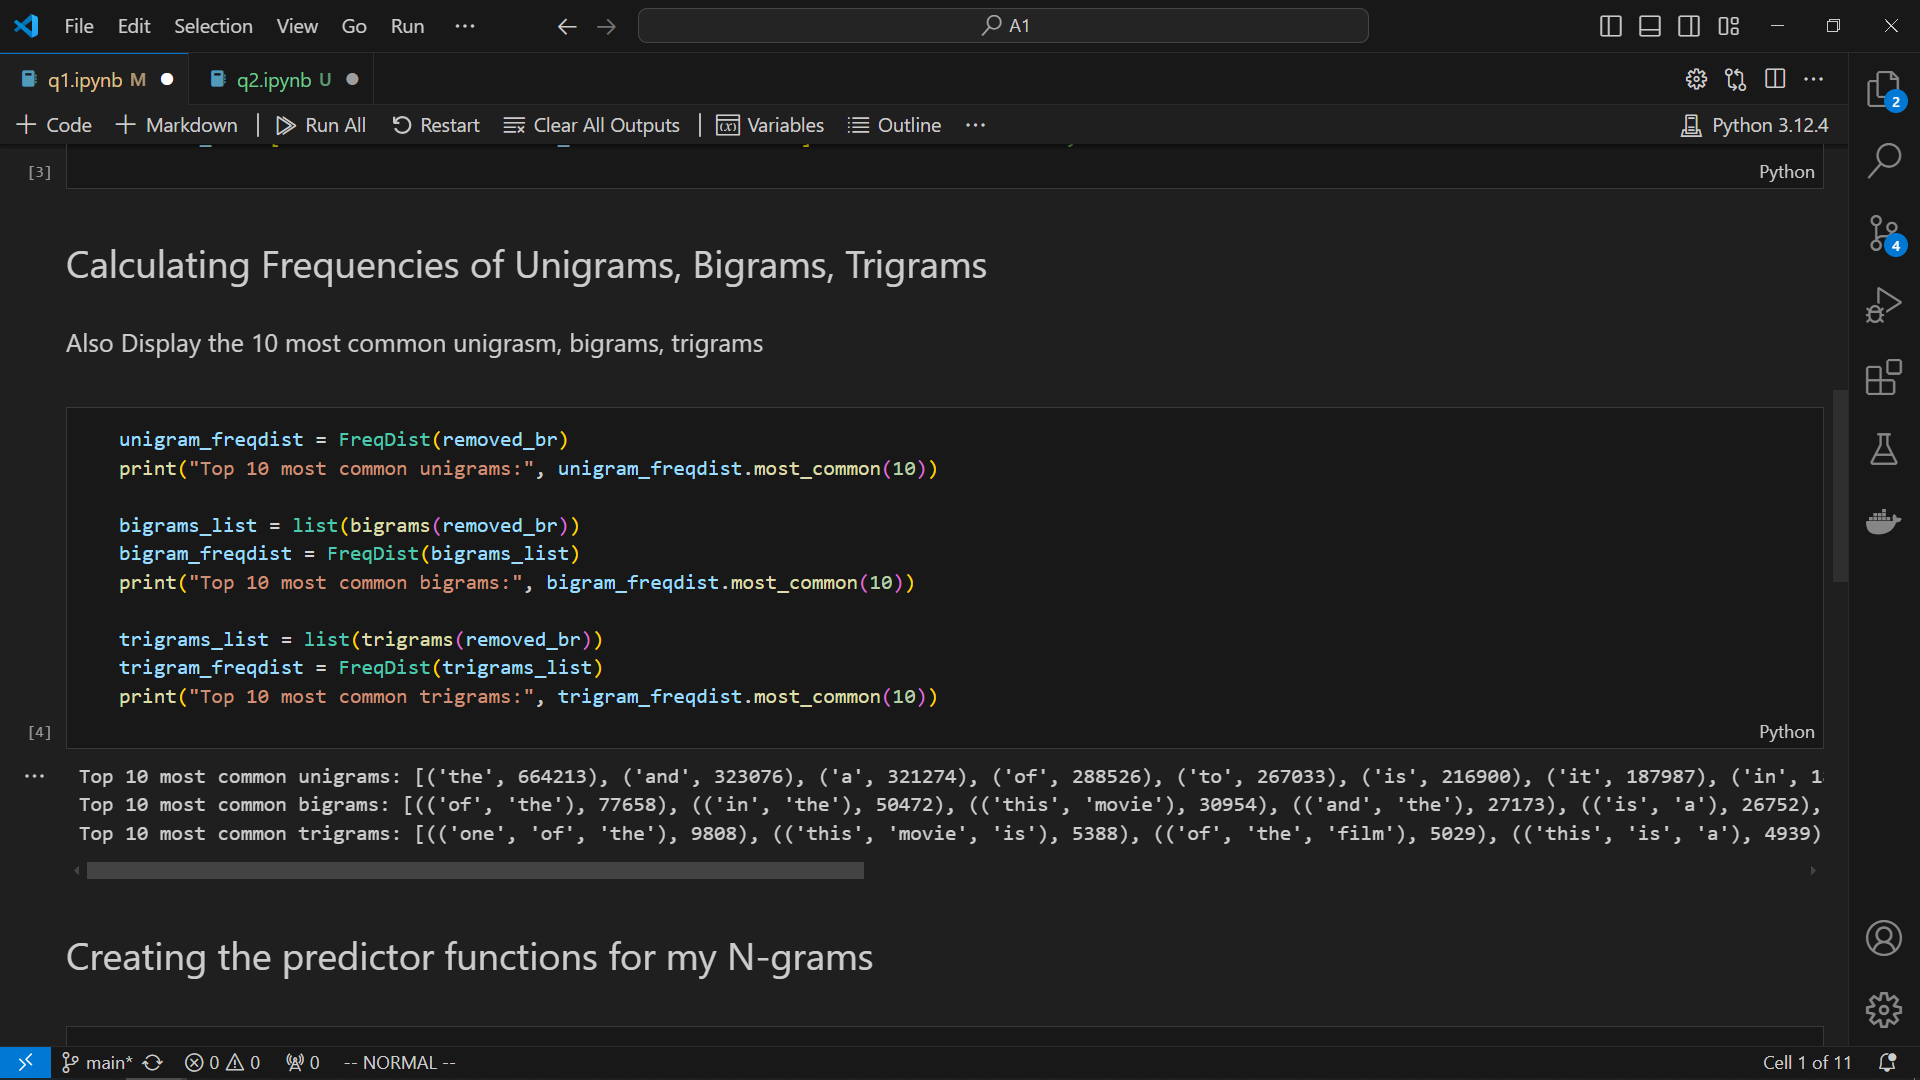 File Edit Selection View Go Run ··· A1
q1.ipynb M q2.ipynb U
Code Markdown Run All Restart Clear All Outputs Variables Outline ··· Python 3.12.4
2
[3] Python
4
Calculating Frequencies of Unigrams, Bigrams, Trigrams
Also Display the 10 most common unigrasm, bigrams, trigrams
unigram_freqdist = FreqDist(removed_br)
print("Top 10 most common unigrams:", unigram_freqdist.most_common(10))
bigrams_list = list(bigrams(removed_br))
bigram_freqdist = FreqDist(bigrams_list)
print("Top 10 most common bigrams:", bigram_freqdist.most_common(10))
trigrams_list = list(trigrams(removed_br))
trigram_freqdist = FreqDist(trigrams_list)
print("Top 10 most common trigrams:", trigram_freqdist.most_common(10))
[4] Python
Top 10 most common unigrams: [('the', 664213), ('and', 323076), ('a', 321274), ('of', 288526), ('to', 267033), ('is', 216900), ('it', 187987), ('in',
Top 10 most common bigrams: [(('of', 'the'), 77658), (('in', 'the'), 50472), (('this', 'movie'), 30954), (('and', 'the'), 27173), (('is', 'a'), 26752),
Top 10 most common trigrams: [(('one', 'of', 'the'), 9808), (('this', 'movie', 'is'), 5388), (('of', 'the', 'film'), 5029), (('this', 'is', 'a'), 4939)
Creating the predictor functions for my N-grams
main* 0 0 0 -- NORMAL -- Cell 1 of 11